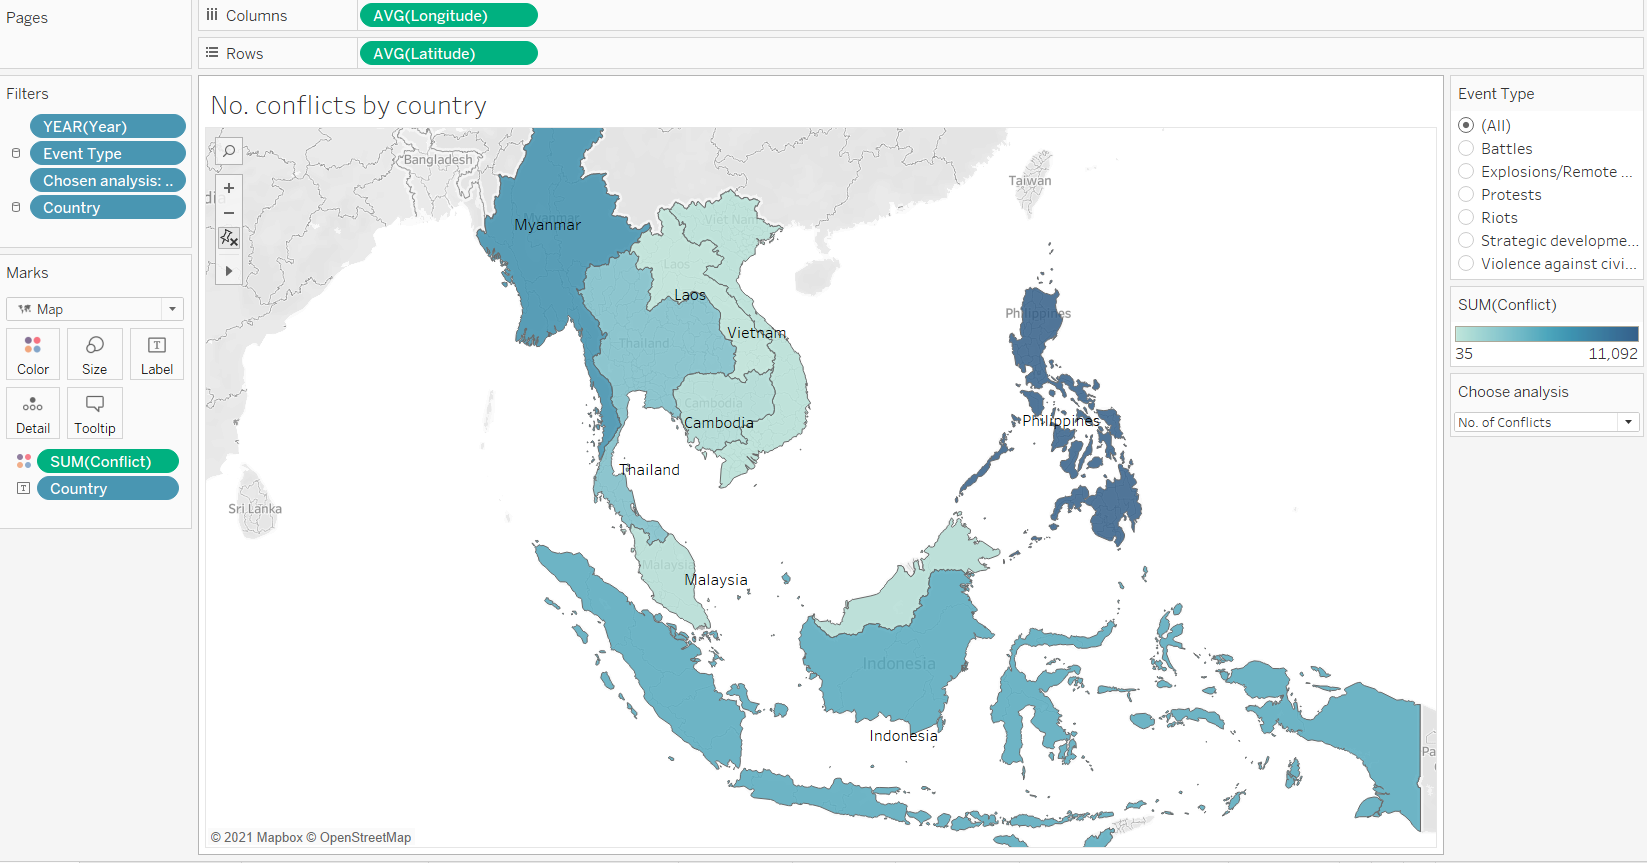 Pages
Columns
AVG(Longitude)
Rows
AVG(Latitude)
Filters
YEAR(Year)
Event Type
Chosen analysis: ..
Country
Marks
Map
Color
Size
Label
Detail
Tooltip
SUM(Conflict)
Country
No. conflicts by country
Bangladesh
Taiwan
Myanmar
Myanmar
Viet Nam
Laos
Laos
Philippines
Vietnam
Thailand
Cambodia
Cambodia
Philippines
Thailand
Sri Lanka
Malaysia
Malaysia
Indonesia
Indonesia
Pa
© 2021 Mapbox © OpenStreetMap
Event Type
(All)
Battles
Explosions/Remote ...
Protests
Riots
Strategic developme...
Violence against civi...
SUM(Conflict)
35
11,092
Choose analysis
No. of Conflicts